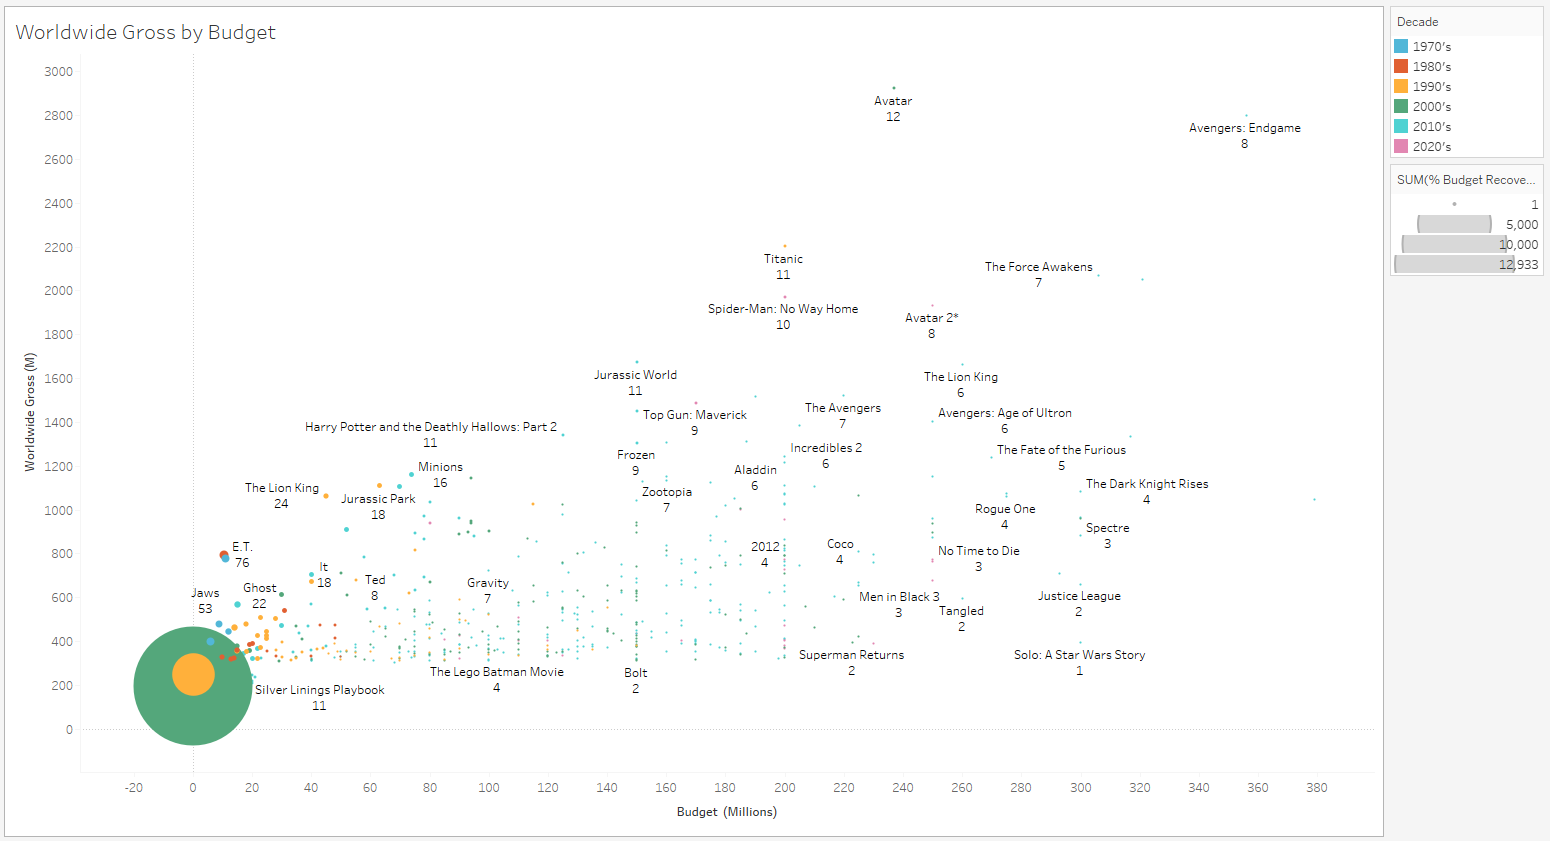 Worldwide Gross by Budget
Decade
1970's
1980's
1990's
2000's
2010's
2020's
SUM(% Budget Recove...
1
5,000
10,000
12,933
Worldwide Gross (M)
3000
2800
2600
2400
2200
2000
1800
1600
1400
1200
1000
800
600
400
200
0
Avatar
12
Avengers: Endgame
8
Titanic
11
The Force Awakens
7
Spider-Man: No Way Home
10
Avatar 2*
8
Jurassic World
11
The Lion King
6
Top Gun: Maverick
9
The Avengers
7
Avengers: Age of Ultron
6
Harry Potter and the Deathly Hallows: Part 2
11
Frozen
9
Incredibles 2
6
The Fate of the Furious
5
Minions
16
Aladdin
6
The Lion King
24
Jurassic Park
18
Zootopia
7
The Dark Knight Rises
4
Rogue One
4
Spectre
3
E.T.
76
2012
4
Coco
4
No Time to Die
3
It
18
Ted
8
Gravity
7
Jaws
53
Ghost
22
Men in Black 3
3
Tangled
2
Justice League
2
Superman Returns
2
Solo: A Star Wars Story
1
The Lego Batman Movie
4
Bolt
2
Silver Linings Playbook
11
-20
0
20
40
60
80
100
120
140
160
180
200
220
240
260
280
300
320
340
360
380
Budget (Millions)